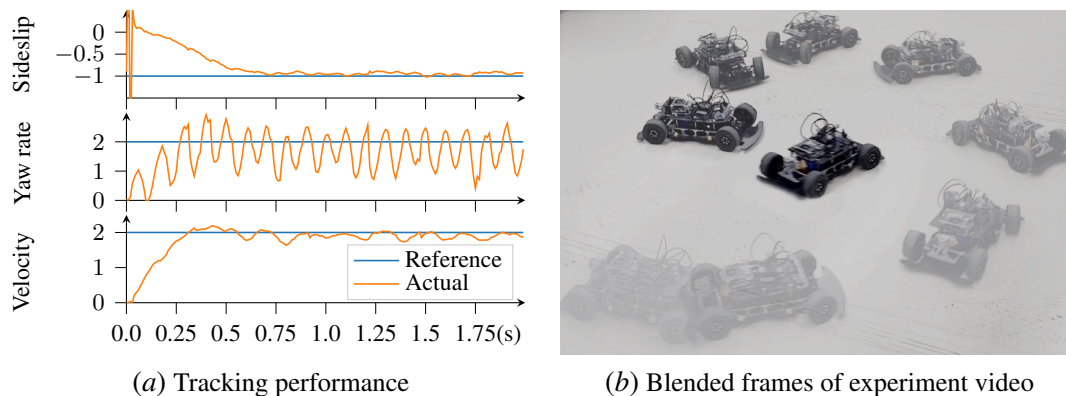 Sideslip
0
−0.5
−1
Yaw rate
2
1
0
Velocity
2
1
0
Reference
Actual
0.0 0.25 0.5 0.75 1.0 1.25 1.5 1.75(s)
(a) Tracking performance
(b) Blended frames of experiment video